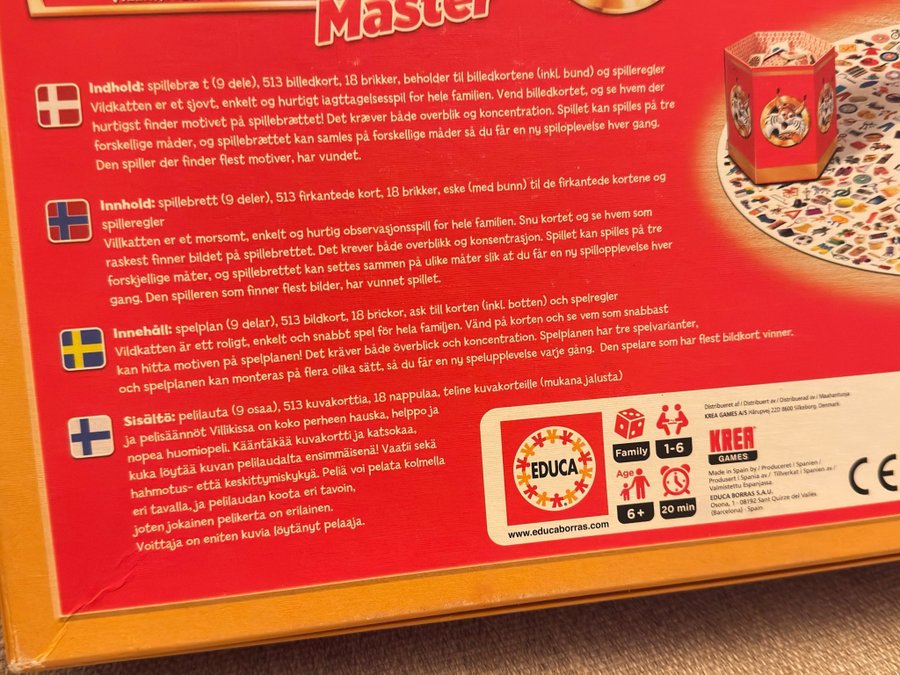 Master
Indhold: spillebræ t (9 dele), 513 billedkort, 18 brikker, beholder til billedkortene (inkl. bund) og spilleregler
Vildkatten er et sjovt, enkelt og hurtigt iagttagelsesspil for hele familien. Vend billedkortet, og se hvem der
hurtigst finder motivet på spillebrættet! Det kræver både overblik og koncentration. Spillet kan spilles på tre
forskellige måder, og spillebrættet kan samles på forskellige måder så du får en ny spiloplevelse hver gang.
Den spiller der finder flest motiver, har vundet.
Innhold: spillebrett (9 deler), 513 firkantede kort, 18 brikker, eske (med bunn) til de firkantede kortene og
spilleregler
Villkatten er et morsomt, enkelt og hurtig observasjonsspill for hele familien. Snu kortet og se hvem som
raskest finner bildet på spillebrettet. Det krever både overblikk og konsentrasjon. Spillet kan spilles på tre
forskjellige måter, og spillebrettet kan settes sammen på ulike måter slik at du får en ny spillopplevelse hver
gang. Den spilleren som finner flest bilder, har vunnet spillet.
Innehåll: spelplan (9 delar), 513 bildkort, 18 brickor, ask till korten (inkl. botten) och spelregler
Vildkatten är ett roligt, enkelt och snabbt spel för hela familjen. Vänd på korten och se vem som snabbast
kan hitta motiven på spelplanen! Det kräver både överblick och koncentration. Spelplanen har tre spelvarianter,
och spelplanen kan monteras på flera olika sätt, så du får en ny spelupplevelse varje gång. Den spelare som har flest bildkort vinner.
Sisältö: pelilauta (9 osaa), 513 kuvakorttia, 18 nappulaa, teline kuvakorteille (mukana jalusta)
ja pelisäännöt Villikissa on koko perheen hauska, helppo ja
nopea huomiopeli. Kääntäkää kuvakortti ja katsokaa,
kuka löytää kuvan pelilaudalta ensimmäisenä! Vaatii sekä
hahmotus- että keskittymiskykyä. Peliä voi pelata kolmella
eri tavalla, ja pelilaudan koota eri tavoin,
joten jokainen pelikerta on erilainen.
Voittaja on eniten kuvia löytänyt pelaaja.
EDUCA
www.educaborras.com
Family
1-6
Age
6+
20 min
Distribueret af / Distribuert av / Distribuerad av / Maahantuoja
KREA GAMES A/S Hårupvej 22D 8600 Silkeborg, Denmark.
KREA
GAMES
Made in Spain by / Produceret i Spanien /
Produsert i Spania av / Tillverkat i Spanien av /
Valmistettu Espanjassa.
EDUCA BORRAS S.A.U.
Osona, 1 - 08192 Sant Quirze del Vallès
(Barcelona) - Spain
CE